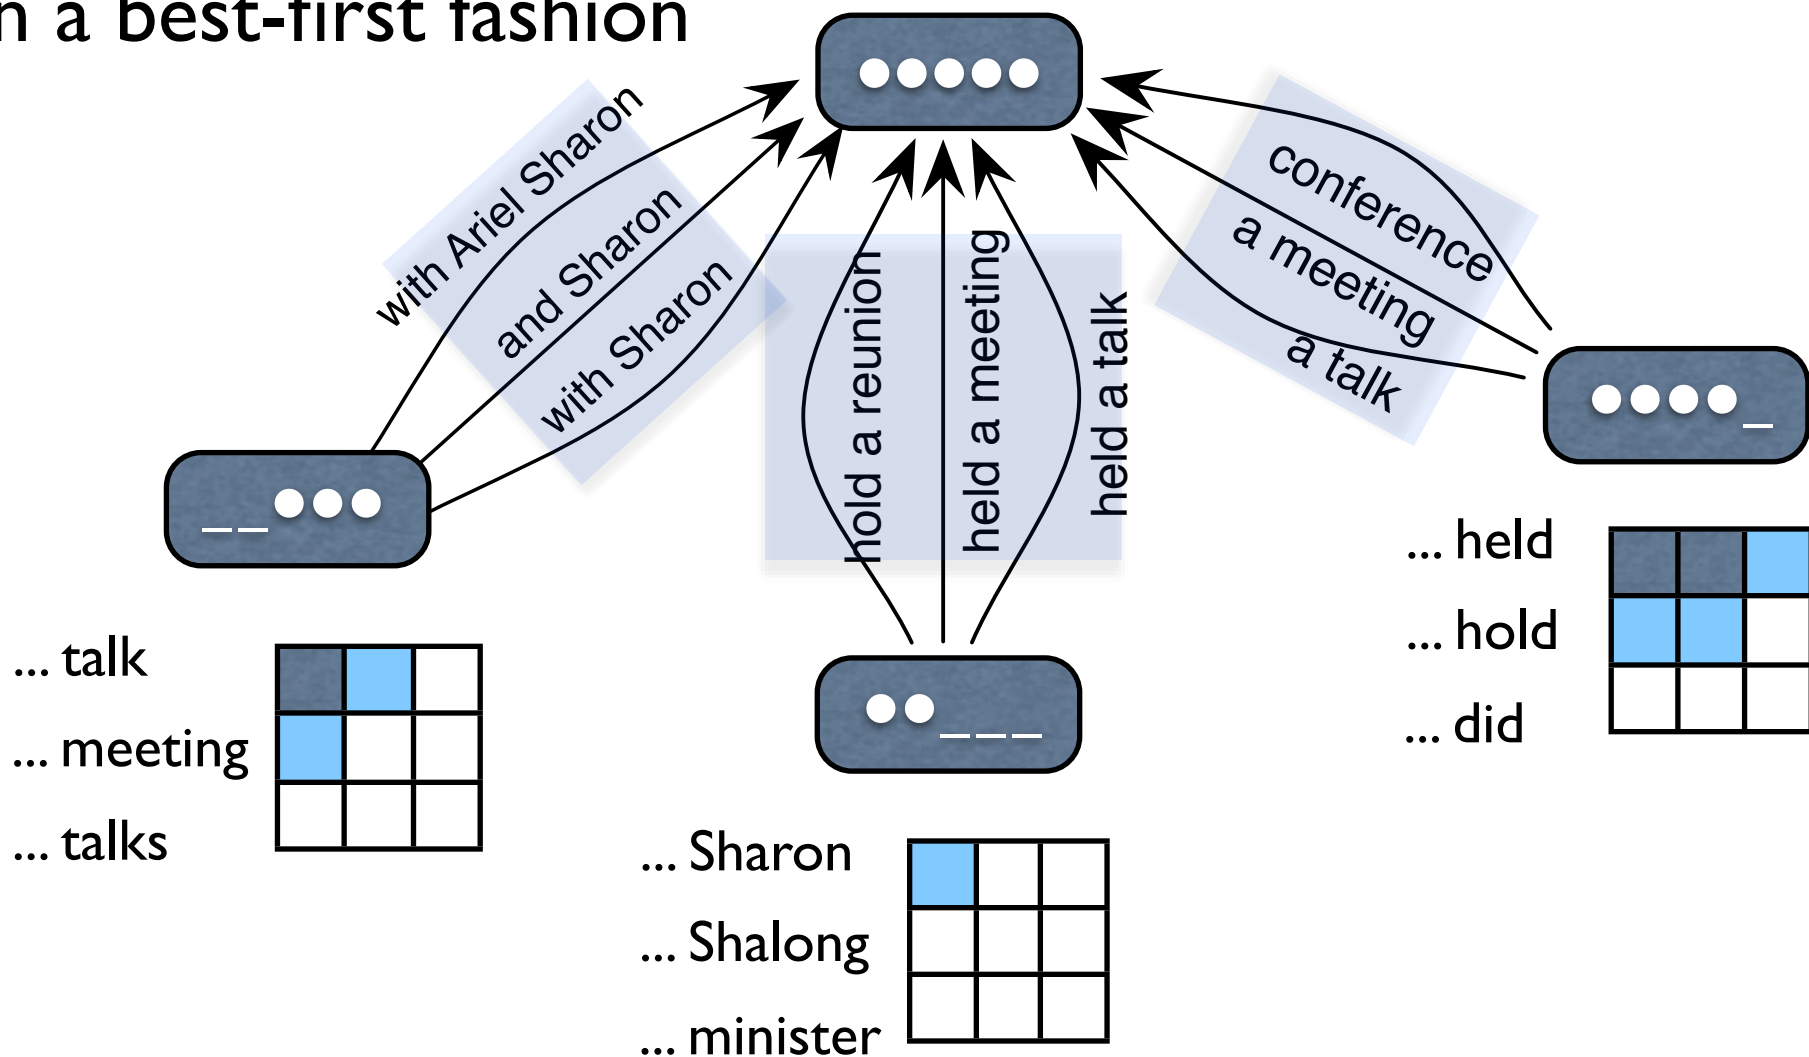 n a best-first fashion
with Ariel Sharon
and Sharon
with Sharon
hold a reunion
held a meeting
held a talk
conference
a meeting
a talk
... talk
... meeting
... talks
... Sharon
... Shalong
... minister
... held
... hold
... did